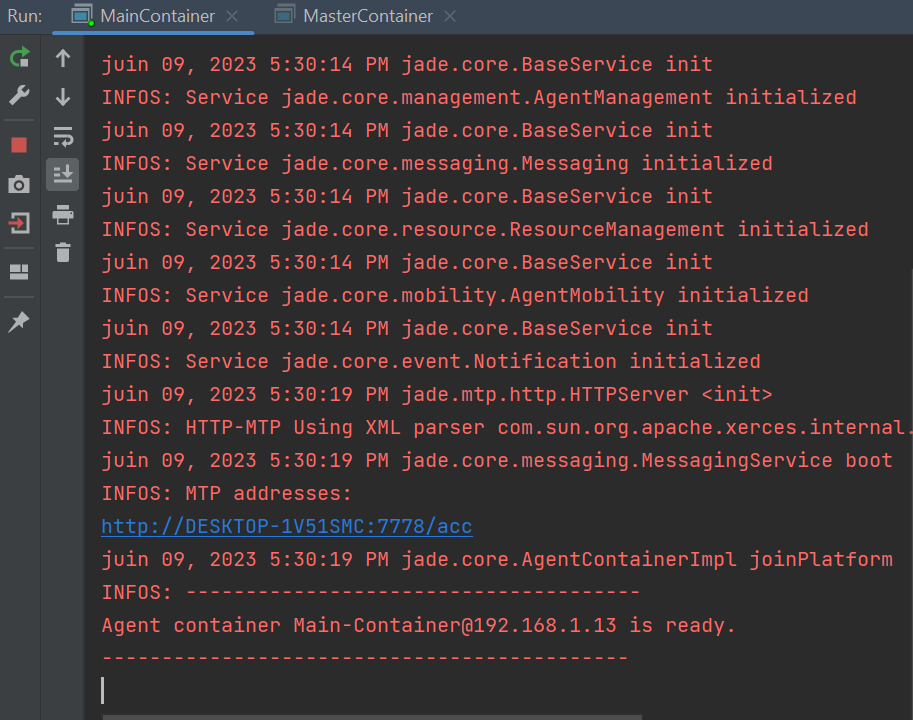 Run: MainContainer MasterContainer
juin 09, 2023 5:30:14 PM jade.core.BaseService init
INFOS: Service jade.core.management.AgentManagement initialized
juin 09, 2023 5:30:14 PM jade.core.BaseService init
INFOS: Service jade.core.messaging.Messaging initialized
juin 09, 2023 5:30:14 PM jade.core.BaseService init
INFOS: Service jade.core.resource.ResourceManagement initialized
juin 09, 2023 5:30:14 PM jade.core.BaseService init
INFOS: Service jade.core.mobility.AgentMobility initialized
juin 09, 2023 5:30:14 PM jade.core.BaseService init
INFOS: Service jade.core.event.Notification initialized
juin 09, 2023 5:30:19 PM jade.mtp.http.HTTPServer <init>
INFOS: HTTP-MTP Using XML parser com.sun.org.apache.xerces.internal.
juin 09, 2023 5:30:19 PM jade.core.messaging.MessagingService boot
INFOS: MTP addresses:
http://DESKTOP-1V51SMC:7778/acc
juin 09, 2023 5:30:19 PM jade.core.AgentContainerImpl joinPlatform
INFOS: --------------------------------------
Agent container Main-Container@192.168.1.13 is ready.
--------------------------------------------